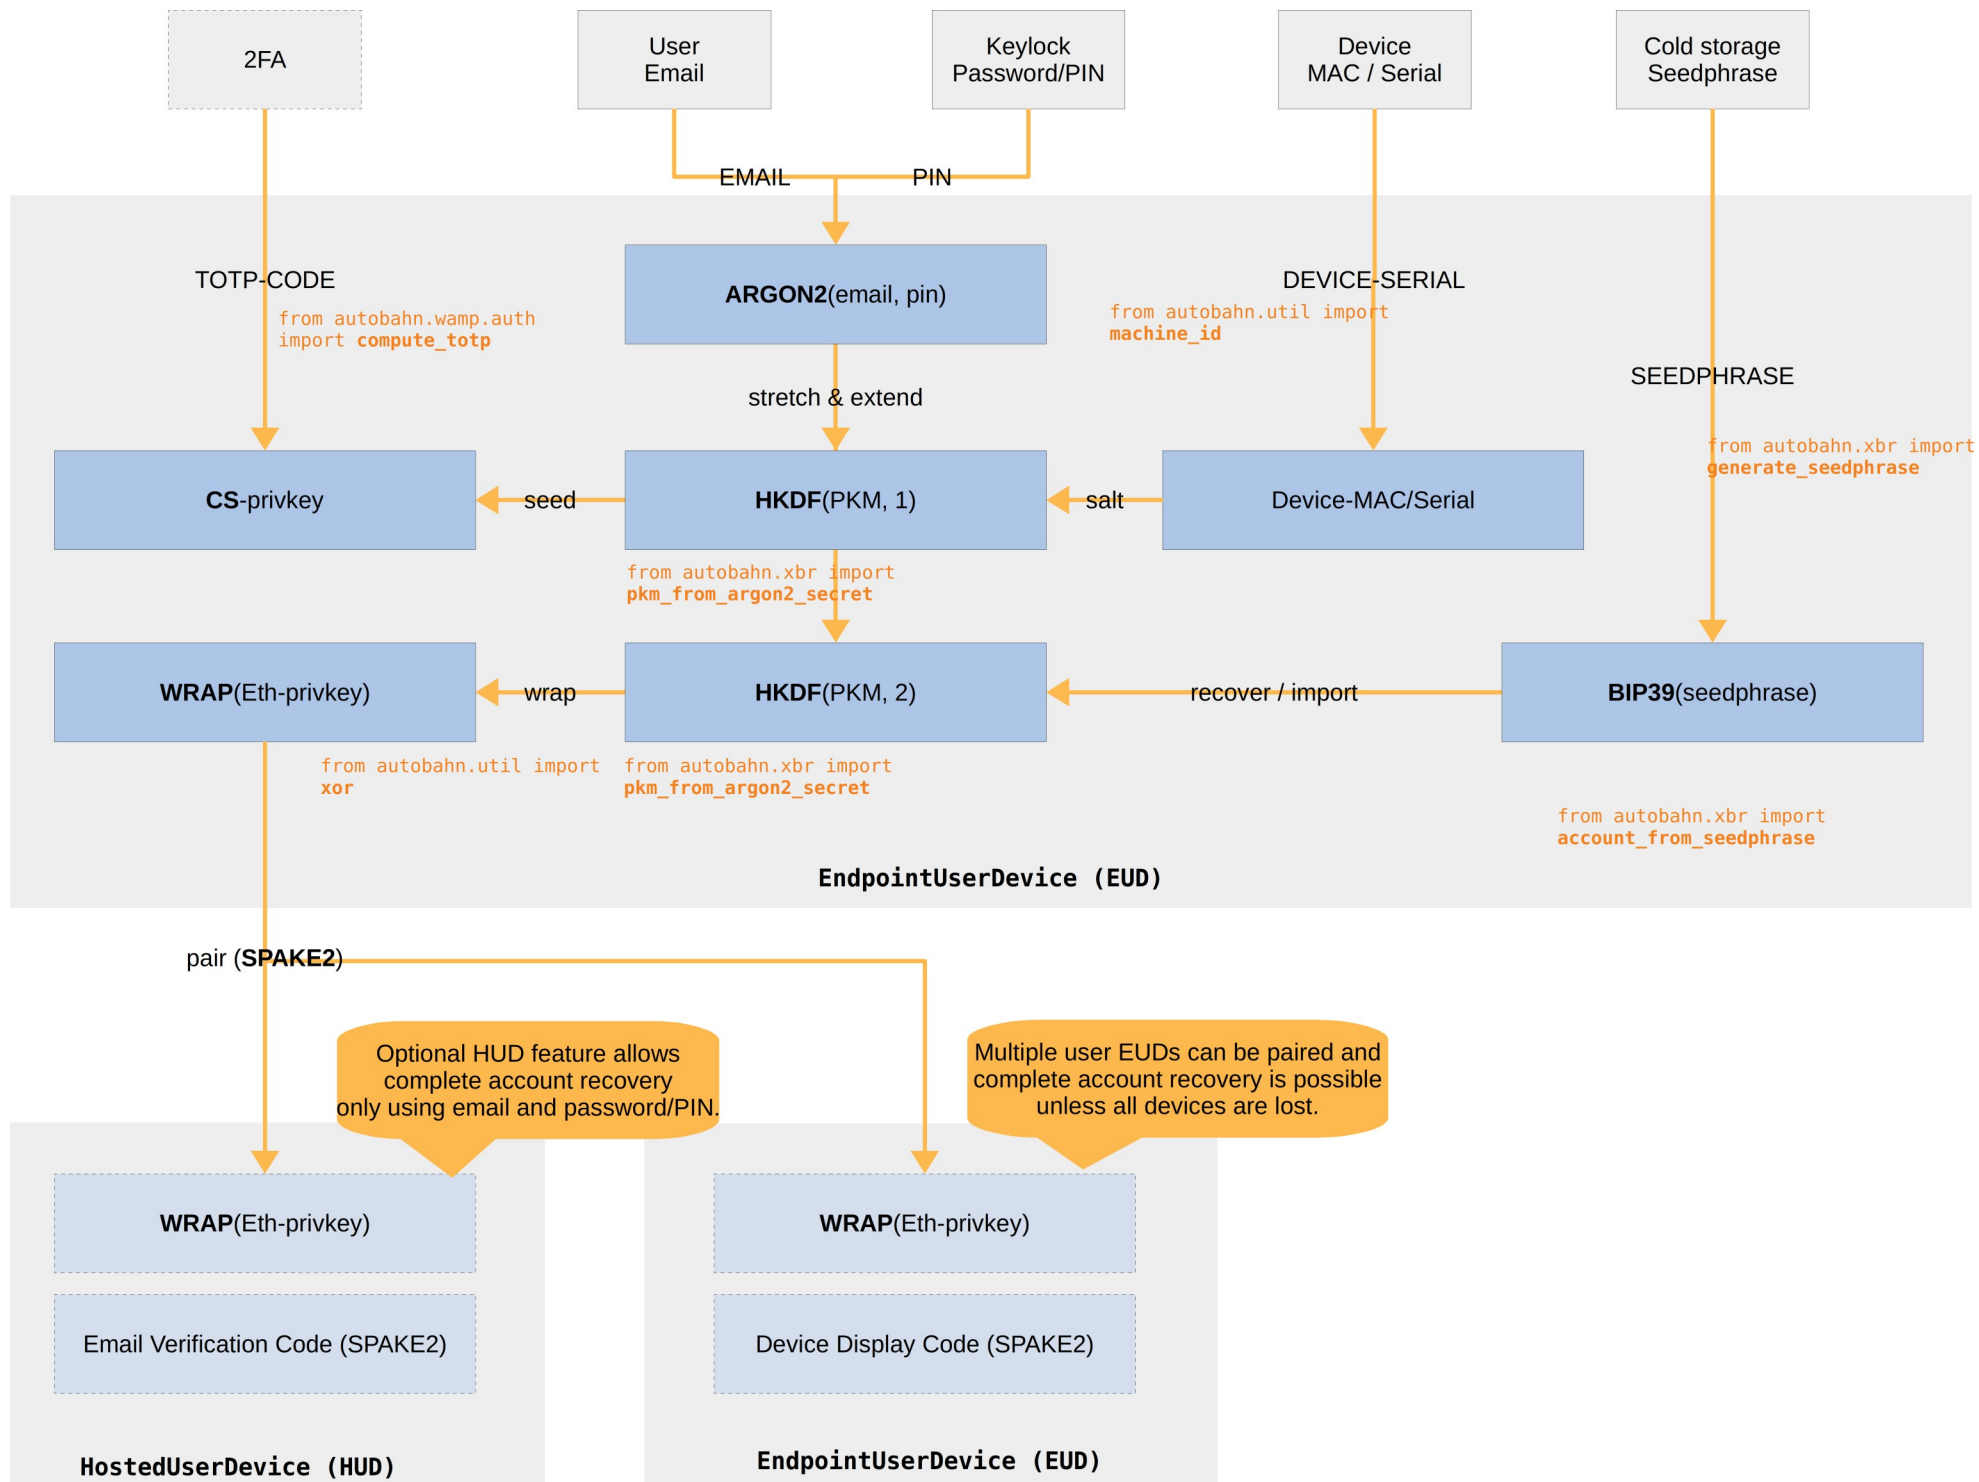 2FA
User
Email
Keylock
Password/PIN
Device
MAC / Serial
Cold storage
Seedphrase
EMAIL
PIN
TOTP-CODE
from autobahn.wamp.auth
import compute_totp
ARGON2(email, pin)
DEVICE-SERIAL
from autobahn.util import
machine_id
SEEDPHRASE
stretch & extend
from autobahn.xbr import
generate_seedphrase
CS-privkey
seed
HKDF(PKM, 1)
salt
Device-MAC/Serial
from autobahn.xbr import
pkm_from_argon2_secret
WRAP(Eth-privkey)
wrap
HKDF(PKM, 2)
recover / import
BIP39(seedphrase)
from autobahn.util import
xor
from autobahn.xbr import
pkm_from_argon2_secret
from autobahn.xbr import
account_from_seedphrase
EndpointUserDevice (EUD)
pair (SPAKE2)
Optional HUD feature allows
complete account recovery
only using email and password/PIN.
Multiple user EUDs can be paired and
complete account recovery is possible
unless all devices are lost.
WRAP(Eth-privkey)
WRAP(Eth-privkey)
Email Verification Code (SPAKE2)
Device Display Code (SPAKE2)
HostedUserDevice (HUD)
EndpointUserDevice (EUD)